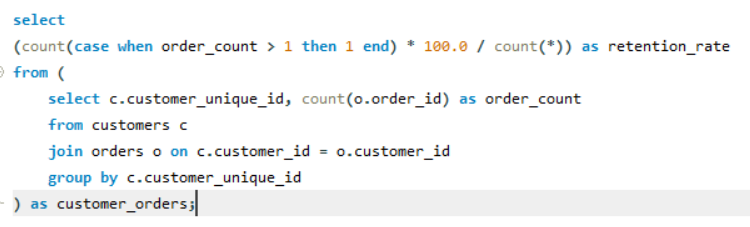 select
(count(case when order_count > 1 then 1 end) * 100.0 / count(*)) as retention_rate
from (
select c.customer_unique_id, count(o.order_id) as order_count
from customers c
join orders o on c.customer_id = o.customer_id
group by c.customer_unique_id
) as customer_orders;